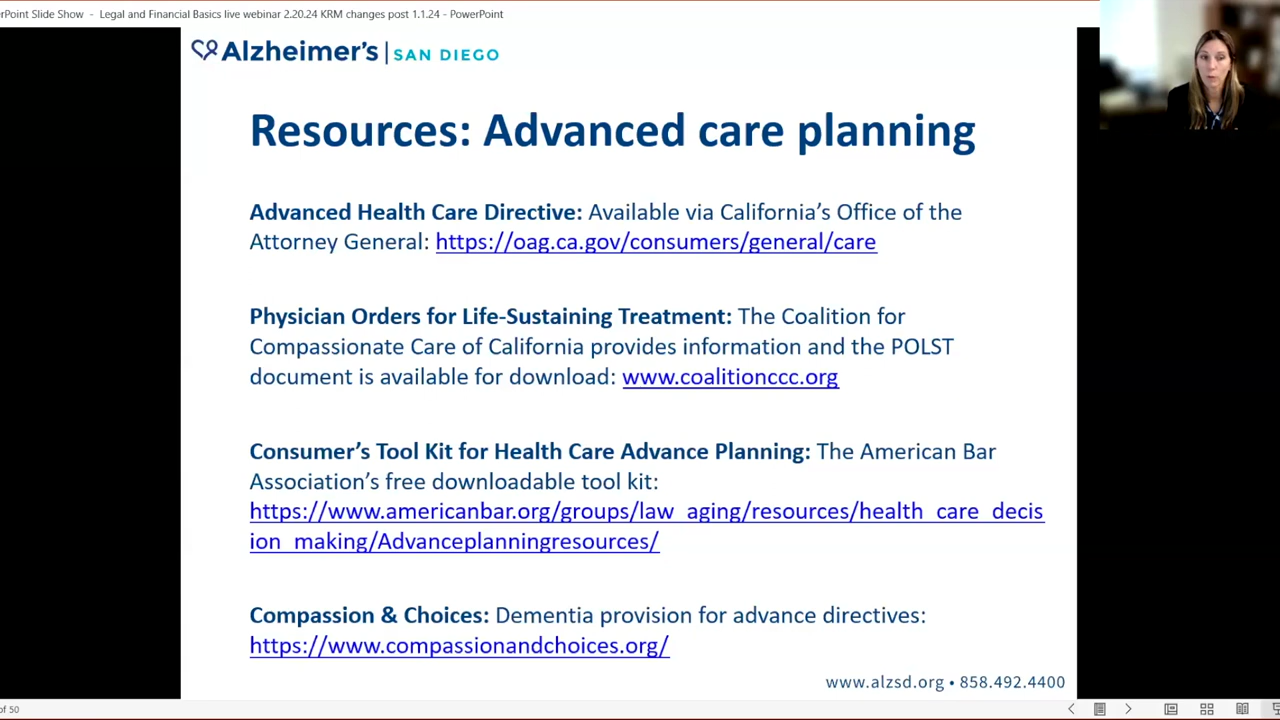 erPoint Slide Show - Legal and Financial Basics live webinar 2.20.24 KRM changes post 1.1.24 - PowerPoint
Alzheimer's | SAN DIEGO
Resources: Advanced care planning
Advanced Health Care Directive: Available via California’s Office of the
Attorney General: https://oag.ca.gov/consumers/general/care
Physician Orders for Life-Sustaining Treatment: The Coalition for
Compassionate Care of California provides information and the POLST
document is available for download: www.coalitionccc.org
Consumer’s Tool Kit for Health Care Advance Planning: The American Bar
Association’s free downloadable tool kit:
https://www.americanbar.org/groups/law_aging/resources/health_care_decis
ion_making/Advanceplanningresources/
Compassion & Choices: Dementia provision for advance directives:
https://www.compassionandchoices.org/
www.alzsd.org • 858.492.4400
of 50